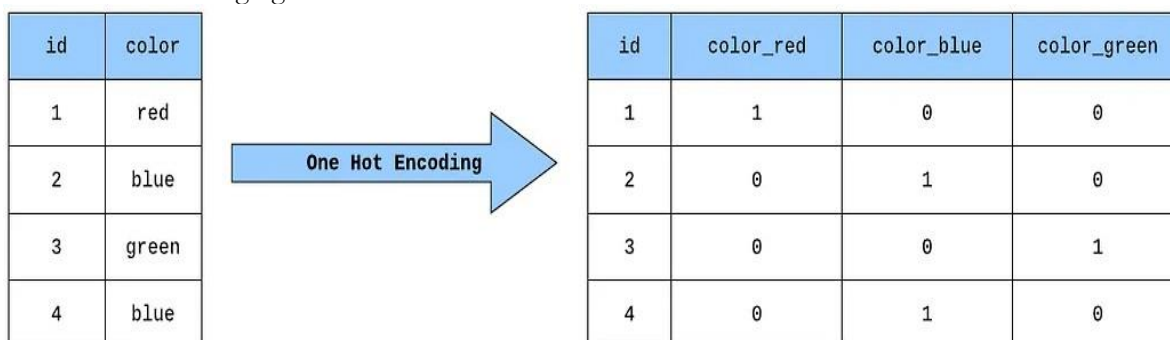 id color
1 red
2 blue
3 green
4 blue
One Hot Encoding
id color_red color_blue color_green
1 1 0 0
2 0 1 0
3 0 0 1
4 0 1 0